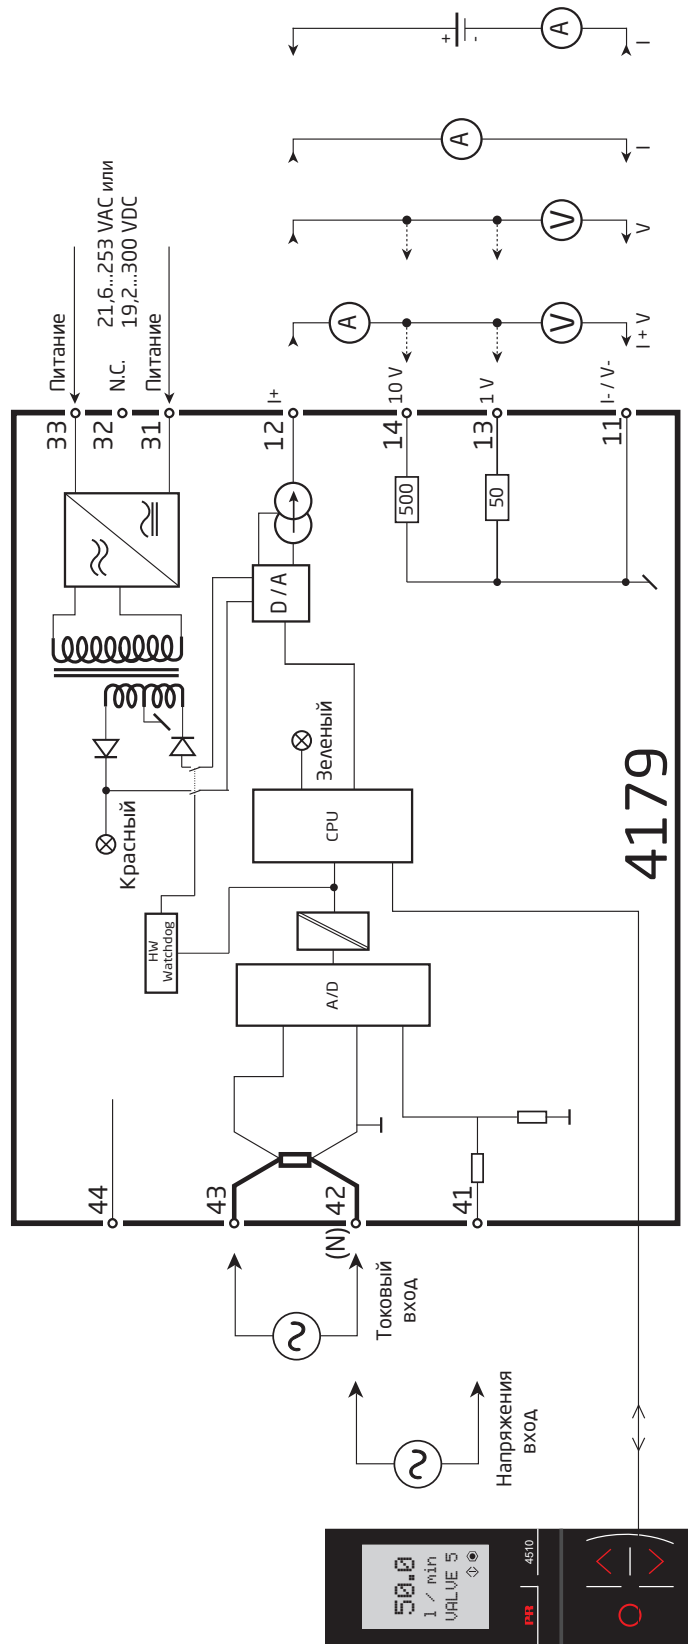 50.0
l / min
VALVE 5
PR
4510
Напряжения
вход
Токовый
вход
44
43
42
(N)
41
HW
Watchdog
A/D
CPU
Красный
Зеленый
D / A
4179
500
50
33
32
31
12
14
13
11
Питание
N.C.
Питание
21,6...253 VAC или
19,2...300 VDC
I+
10 V
1 V
I- / V-
A
V
I + V
V
V
A
I
+
-
A
I